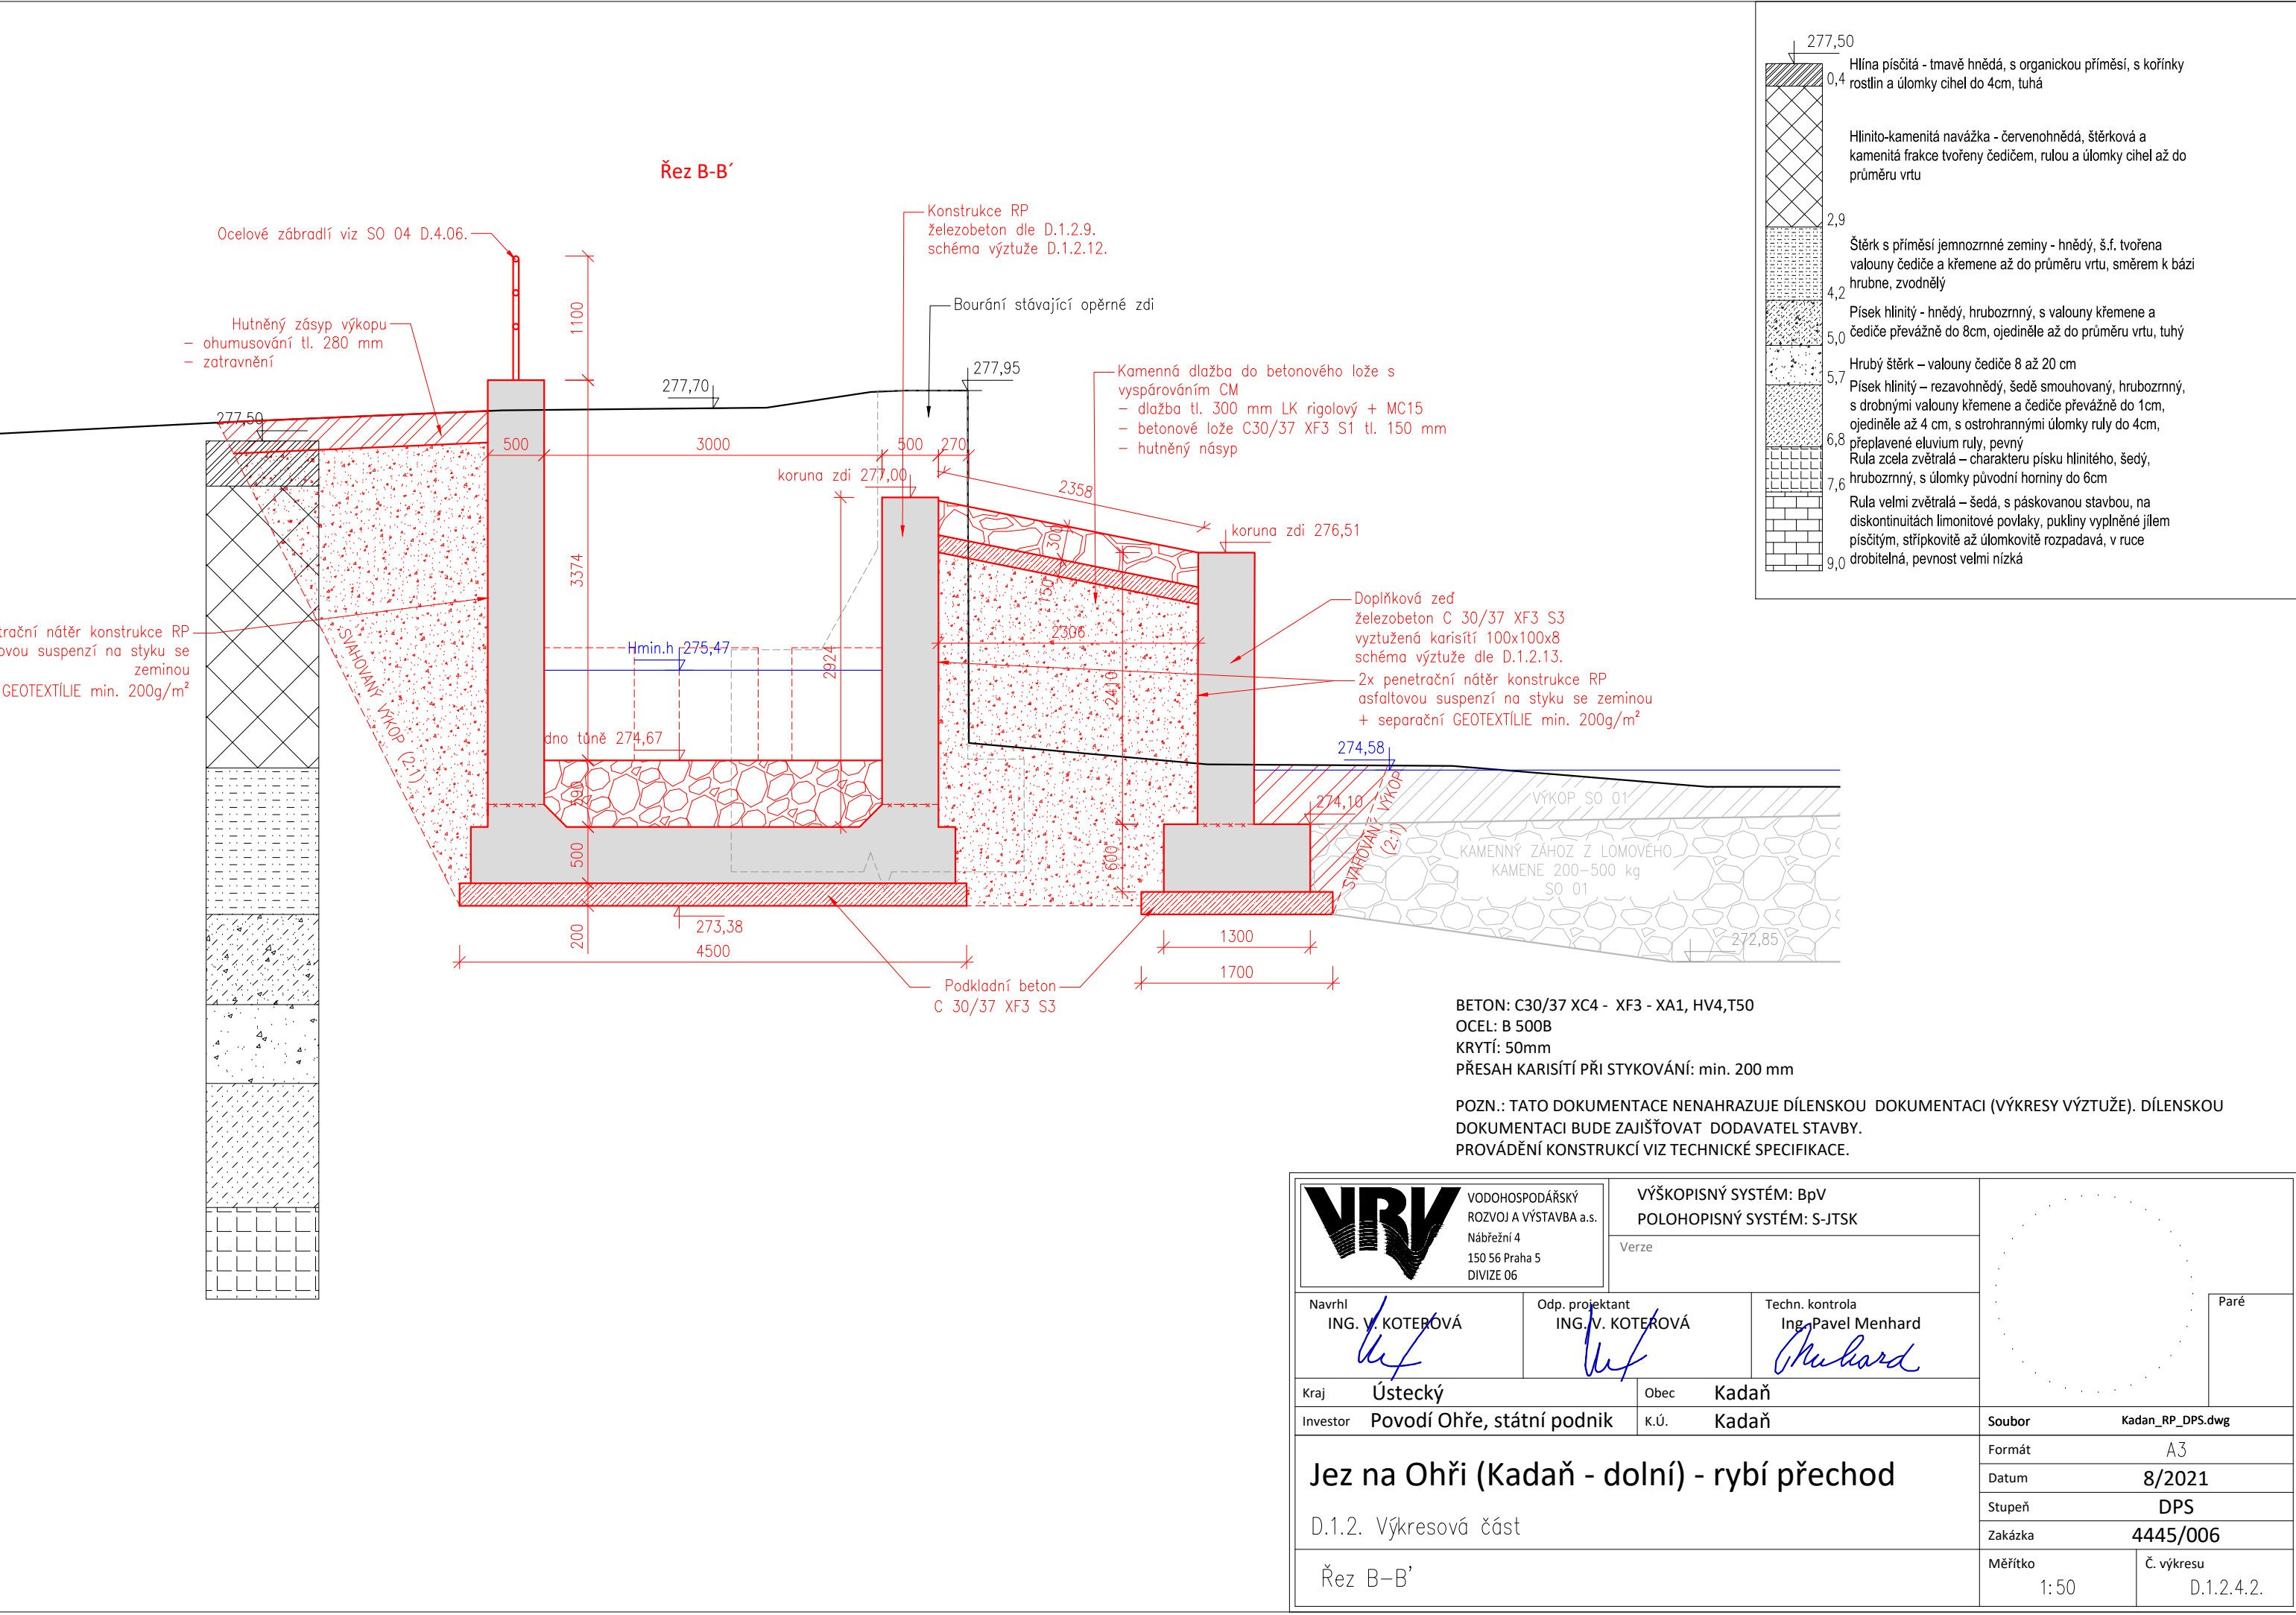 Řez B-B´
Ocelové zábradlí viz SO 04 D.4.06.
Konstrukce RP
železobeton dle D.1.2.9.
schéma výztuže D.1.2.12.
Bourání stávající opěrné zdi
Hutněný zásyp výkopu
– ohumusování tl. 280 mm
– zatravnění
1100
277,70
277,95
277,50
Kamenná dlažba do betonového lože s
vyspárováním CM
– dlažba tl. 300 mm LK rigolový + MC15
– betonové lože C30/37 XF3 S1 tl. 150 mm
– hutněný násyp
500
3000
500
270
koruna zdi 277,00
2358
koruna zdi 276,51
300
150
3374
2924
2306
2410
Hmin.h 275,47
dno tůně 274,67
Doplňková zeď
železobeton C 30/37 XF3 S3
vyztužená karisítí 100x100x8
schéma výztuže dle D.1.2.13.
2x penetrační nátěr konstrukce RP
asfaltovou suspenzí na styku se zeminou
+ separační GEOTEXTÍLIE min. 200g/m²
trační nátěr konstrukce RP
ovou suspenzí na styku se
zeminou
GEOTEXTÍLIE min. 200g/m²
SVAHOVANÝ VÝKOP (2:1)
274,58
274,10
SVAHOVANÝ VÝKOP
(2:1)
VÝKOP SO 01
KAMENNÝ ZÁHOZ Z LOMOVÉHO
KAMENE 200–500 kg
SO 01
272,85
590
500
200
600
273,38
4500
1300
1700
Podkladní beton
C 30/37 XF3 S3
277,50
0,4
Hlína písčitá - tmavě hnědá, s organickou příměsí, s kořínky
rostlin a úlomky cihel do 4cm, tuhá
Hlinito-kamenitá navážka - červenohnědá, štěrková a
kamenitá frakce tvořeny čedičem, rulou a úlomky cihel až do
průměru vrtu
2,9
Štěrk s příměsí jemnozrnné zeminy - hnědý, š.f. tvořena
valouny čediče a křemene až do průměru vrtu, směrem k bázi
hrubne, zvodnělý
4,2
Písek hlinitý - hnědý, hrubozrnný, s valouny křemene a
čediče převážně do 8cm, ojediněle až do průměru vrtu, tuhý
5,0
Hrubý štěrk – valouny čediče 8 až 20 cm
5,7
Písek hlinitý – rezavohnědý, šedě smouhovaný, hrubozrnný,
s drobnými valouny křemene a čediče převážně do 1cm,
ojediněle až 4 cm, s ostrohrannými úlomky ruly do 4cm,
přeplavené eluvium ruly, pevný
6,8
Rula zcela zvětralá – charakteru písku hlinitého, šedý,
hrubozrnný, s úlomky původní horniny do 6cm
7,6
Rula velmi zvětralá – šedá, s páskovanou stavbou, na
diskontinuitách limonitové povlaky, pukliny vyplněné jílem
písčitým, střípkovitě až úlomkovitě rozpadavá, v ruce
drobitelná, pevnost velmi nízká
9,0
BETON: C30/37 XC4 - XF3 - XA1, HV4,T50
OCEL: B 500B
KRYTÍ: 50mm
PŘESAH KARISÍTÍ PŘI STYKOVÁNÍ: min. 200 mm
POZN.: TATO DOKUMENTACE NENAHRAZUJE DÍLENSKOU DOKUMENTACI (VÝKRESY VÝZTUŽE). DÍLENSKOU
DOKUMENTACI BUDE ZAJIŠŤOVAT DODAVATEL STAVBY.
PROVÁDĚNÍ KONSTRUKCÍ VIZ TECHNICKÉ SPECIFIKACE.
VRV
VODOHOSPODÁŘSKÝ
ROZVOJ A VÝSTAVBA a.s.
Nábřežní 4
150 56 Praha 5
DIVIZE 06
VÝŠKOPISNÝ SYSTÉM: BpV
POLOHOPISNÝ SYSTÉM: S-JTSK
Verze
Navrhl
ING. V. KOTEROVÁ
Odp. projektant
ING. V. KOTEROVÁ
Techn. kontrola
Ing. Pavel Menhard
Paré
Kraj Ústecký
Obec Kadaň
Investor Povodí Ohře, státní podnik
K.Ú. Kadaň
Soubor Kadan_RP_DPS.dwg
Jez na Ohři (Kadaň - dolní) - rybí přechod
D.1.2. Výkresová část
Řez B–B'
Formát A3
Datum 8/2021
Stupeň DPS
Zakázka 4445/006
Měřítko
1:50
Č. výkresu
D.1.2.4.2.